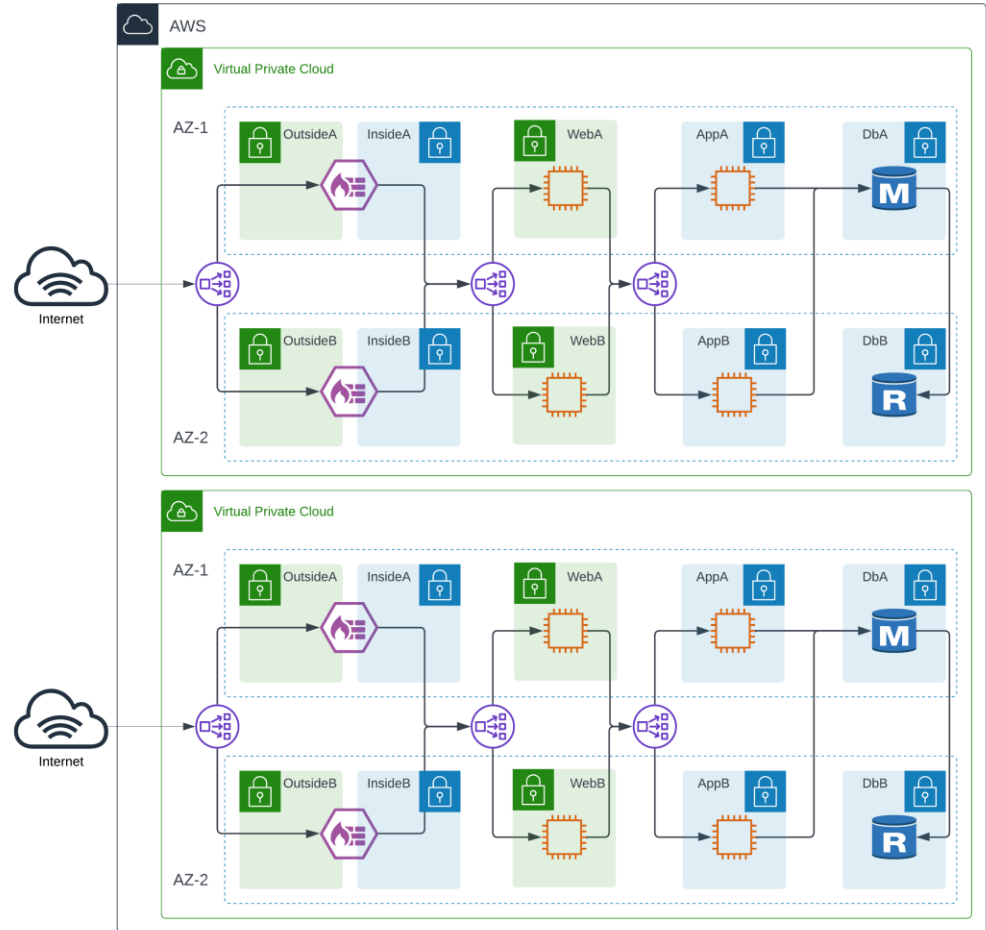 AWS
Virtual Private Cloud
AZ-1
OutsideA
InsideA
WebA
AppA
DbA
M
Internet
OutsideB
InsideB
WebB
AppB
DbB
R
AZ-2
Virtual Private Cloud
AZ-1
OutsideA
InsideA
WebA
AppA
DbA
M
Internet
OutsideB
InsideB
WebB
AppB
DbB
R
AZ-2